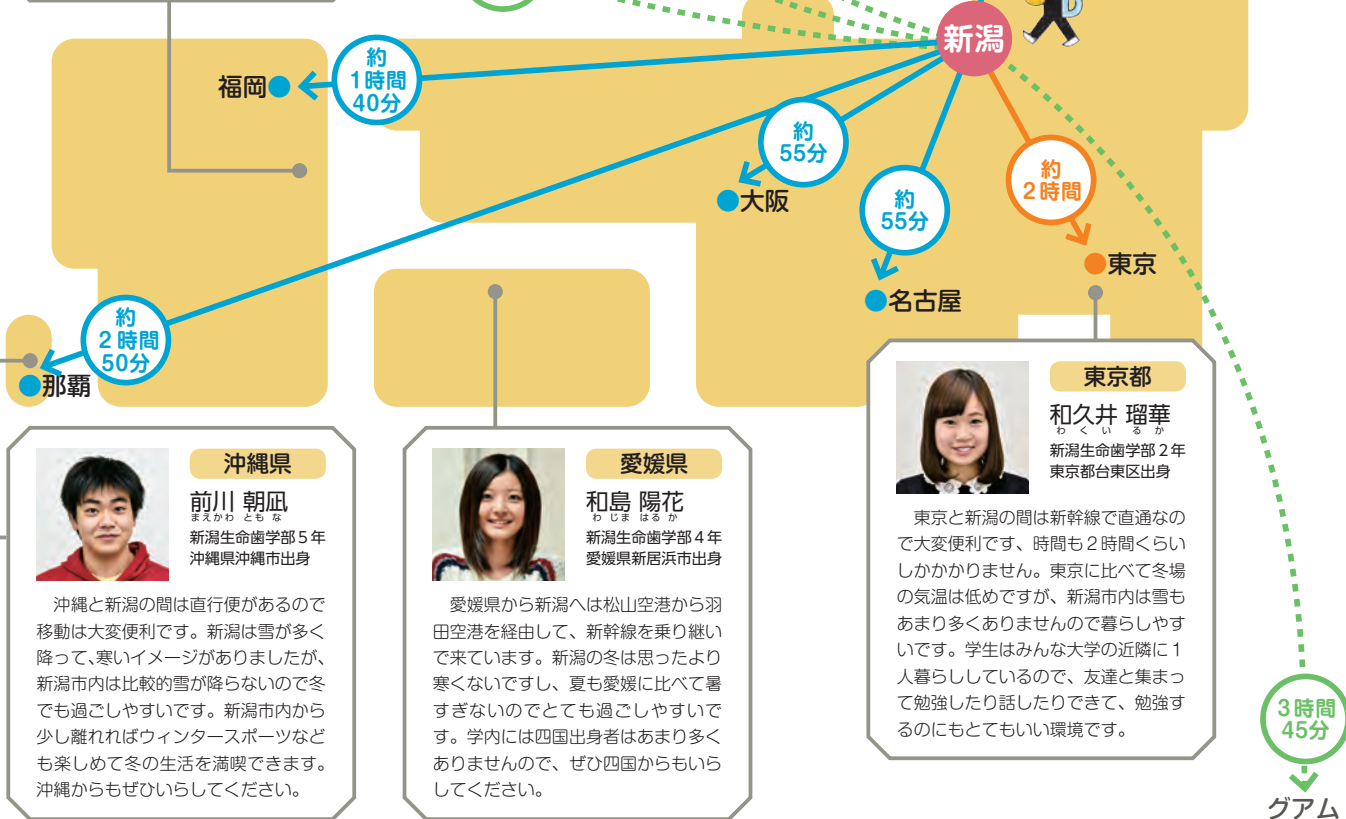 新潟
福岡
約
1時間
40分
約
55分
大阪
約
55分
名古屋
約
2時間
東京
約
2時間
50分
那覇
3時間
45分
グアム
沖縄県
前川 朝凪
まえかわ とも な
新潟生命歯学部5年
沖縄県沖縄市出身
沖縄と新潟の間は直行便があるので
移動は大変便利です。新潟は雪が多く
降って、寒いイメージがありましたが、
新潟市内は比較的雪が降らないので冬
でも過ごしやすいです。新潟市内から
少し離れればウィンタースポーツなど
も楽しめて冬の生活を満喫できます。
沖縄からもぜひいらしてください。
愛媛県
和島 陽花
わ じま はる か
新潟生命歯学部4年
愛媛県新居浜市出身
愛媛県から新潟へは松山空港から羽
田空港を経由して、新幹線を乗り継い
で来ています。新潟の冬は思ったより
寒くないですし、夏も愛媛に比べて暑
すぎないのでとても過ごしやすいで
す。学内には四国出身者はあまり多く
ありませんので、ぜひ四国からもいら
してください。
東京都
和久井 瑠華
わ く い る か
新潟生命歯学部2年
東京都台東区出身
東京と新潟の間は新幹線で直通なの
で大変便利です、時間も2時間くらい
しかかかりません。東京に比べて冬場
の気温は低めですが、新潟市内は雪も
あまり多くありませんので暮らしやす
いです。学生はみんな大学の近隣に1
人暮らししているので、友達と集まっ
て勉強したり話したりできて、勉強す
るのにもとてもいい環境です。